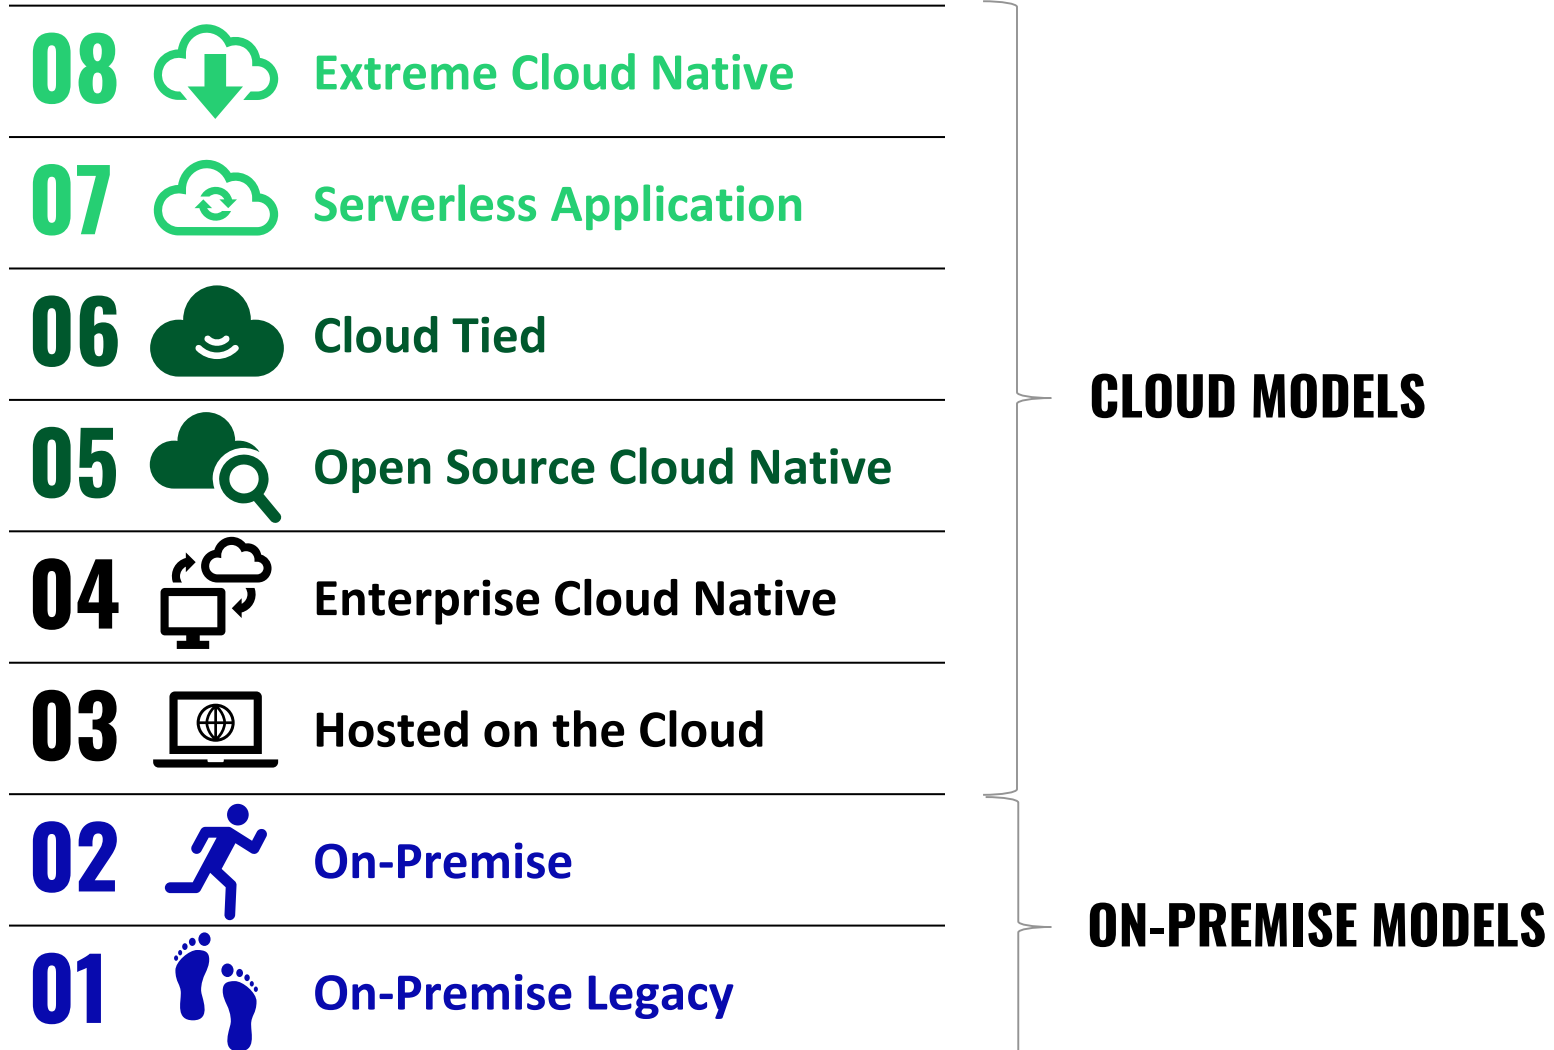 08 Extreme Cloud Native
07 Serverless Application
06 Cloud Tied
05 Open Source Cloud Native
04 Enterprise Cloud Native
03 Hosted on the Cloud
CLOUD MODELS
02 On-Premise
01 On-Premise Legacy
ON-PREMISE MODELS